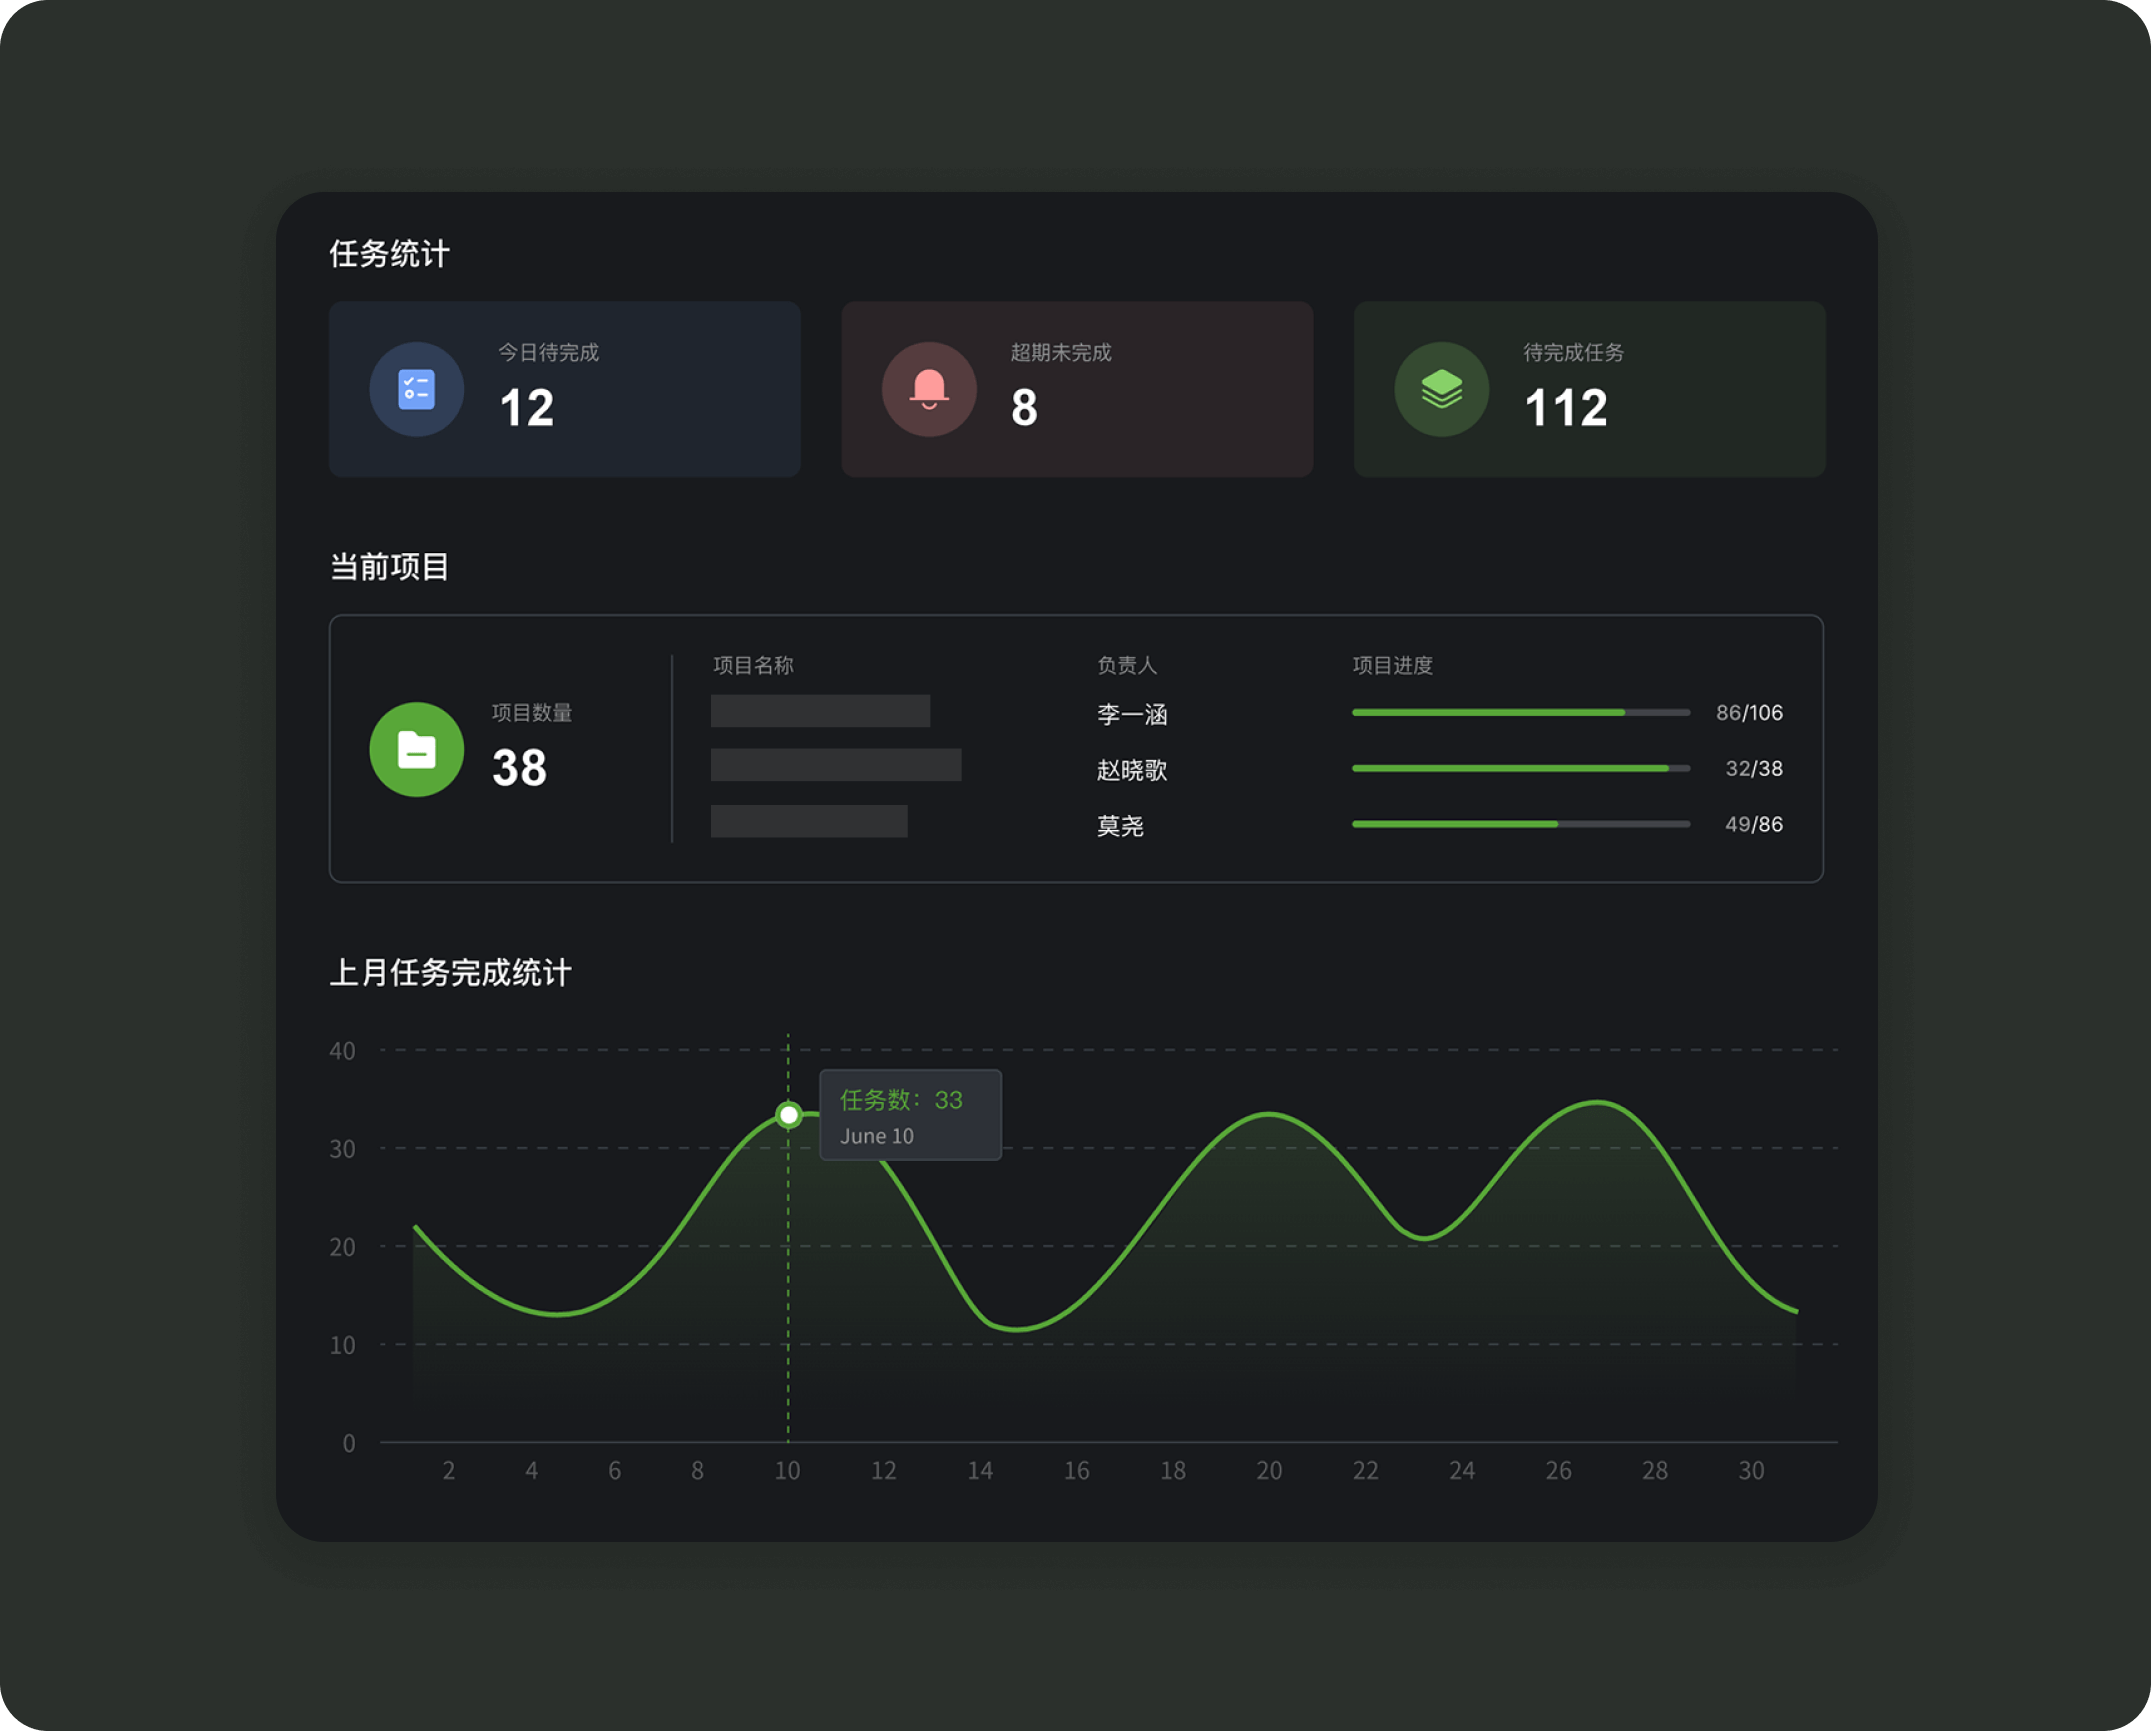 任务统计
今日待完成
12
超期未完成
8
待完成任务
112
当前项目
项目数量
38
项目名称 负责人 项目进度
李一涵 86/106
赵晓歌 32/38
莫尧 49/86
上月任务完成统计
40
任务数：33
June 10
30
20
10
0
2 4 6 8 10 12 14 16 18 20 22 24 26 28 30